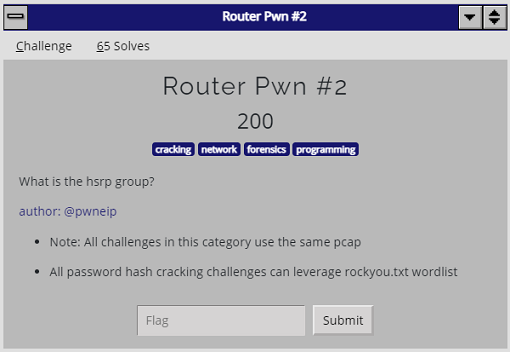 Router Pwn #2
Challenge 65 Solves
Router Pwn #2
200
cracking network forensics programming
What is the hsrp group?
author: @pwneip
Note: All challenges in this category use the same pcap
All password hash cracking challenges can leverage rockyou.txt wordlist
Flag Submit